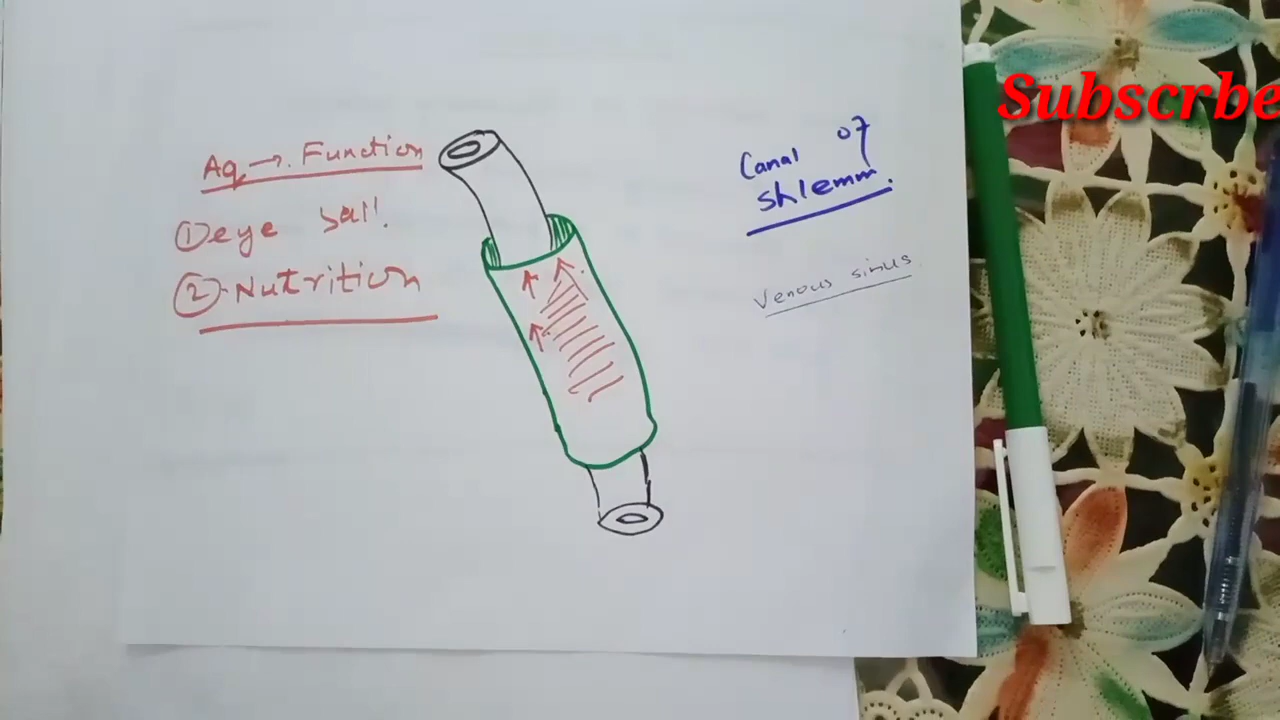 Aq → Function
① eye ball.
② Nutrition
Canal of
shlemm.
Venous sinus
Subscrbe